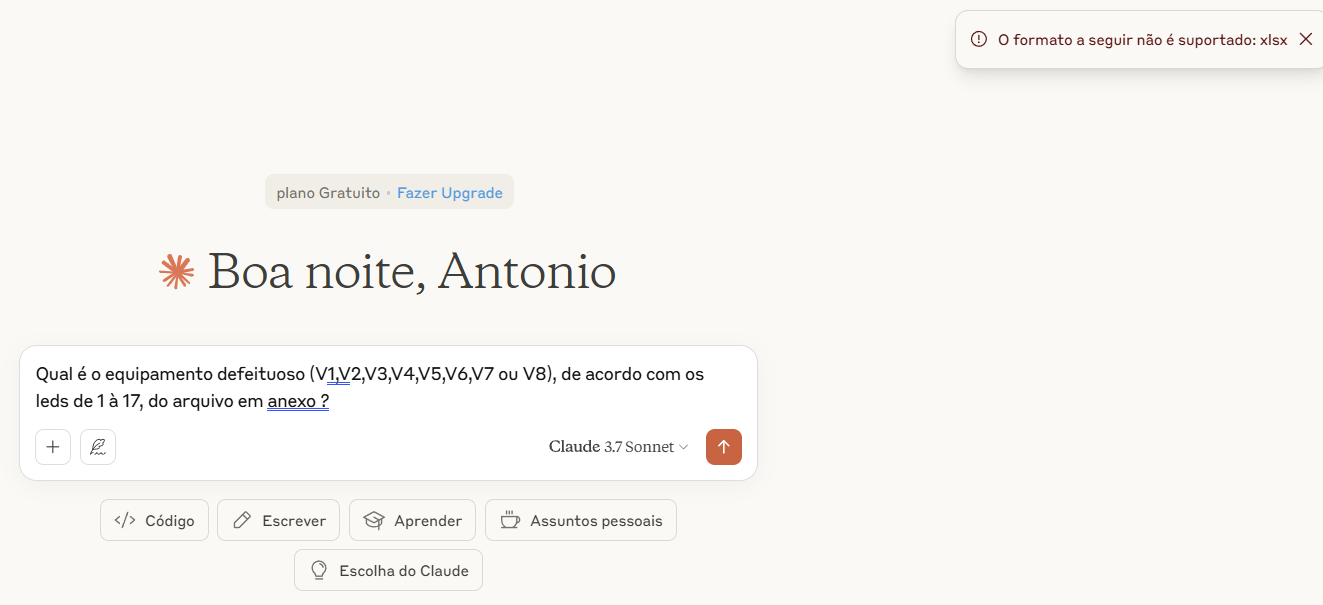 O formato a seguir não é suportado: xlsx
plano Gratuito • Fazer Upgrade
Boa noite, Antonio
Qual é o equipamento defeituoso (V1,V2,V3,V4,V5,V6,V7 ou V8), de acordo com os
leds de 1 à 17, do arquivo em anexo ?
Claude 3.7 Sonnet
</> Código
Escrever
Aprender
Assuntos pessoais
Escolha do Claude